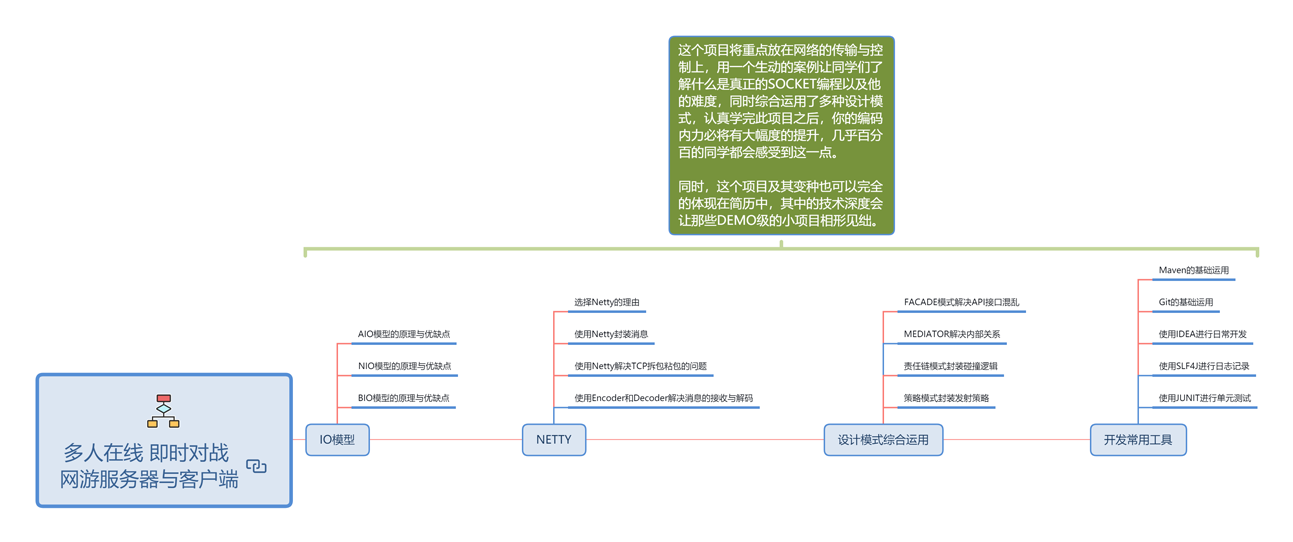 这个项目将重点放在网络的传输与控
制上，用一个生动的案例让同学们了
解什么是真正的SOCKET编程以及他
的难度，同时综合运用了多种设计模
式，认真学完此项目之后，你的编码
内力必将有大幅度的提升，几乎百分
百的同学都会感受到这一点。
同时，这个项目及其变种也可以完全
的体现在简历中，其中的技术深度会
让那些DEMO级的小项目相形见绌。
多人在线 即时对战
网游服务器与客户端
AIO模型的原理与优缺点
NIO模型的原理与优缺点
BIO模型的原理与优缺点
IO模型
选择Netty的理由
使用Netty封装消息
使用Netty解决TCP拆包粘包的问题
使用Encoder和Decoder解决消息的接收与解码
NETTY
FACADE模式解决API接口混乱
MEDIATOR解决内部关系
责任链模式封装碰撞逻辑
策略模式封装发射策略
设计模式综合运用
Maven的基础运用
Git的基础运用
使用IDEA进行日常开发
使用SLF4J进行日志记录
使用JUNIT进行单元测试
开发常用工具